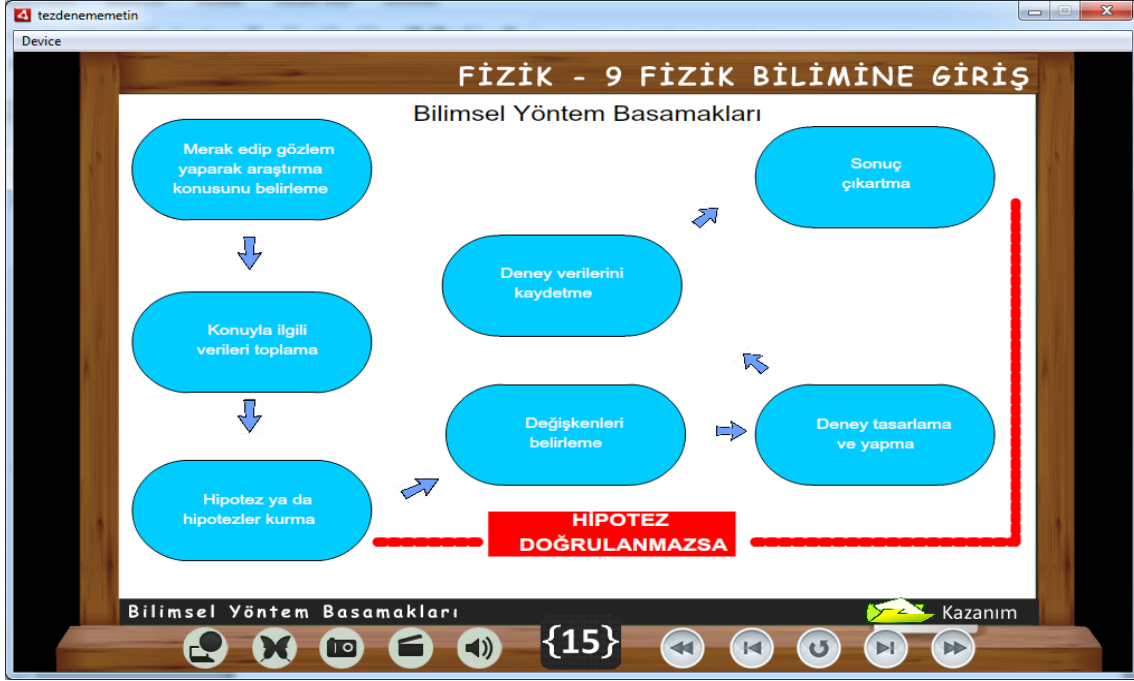 tezdenememetin
Device
FİZİK - 9 FİZİK BİLİMİNE GİRİŞ
Bilimsel Yöntem Basamakları
Merak edip gözlem
yaparak araştırma
konusunu belirleme
Konuyla ilgili
verileri toplama
Hipotez ya da
hipotezler kurma
Değişkenleri
belirleme
Deney tasarlama
ve yapma
Deney verilerini
kaydetme
Sonuç
çıkartma
HİPOTEZ
DOĞRULANMAZSA
Bilimsel Yöntem Basamakları
Kazanım
{15}